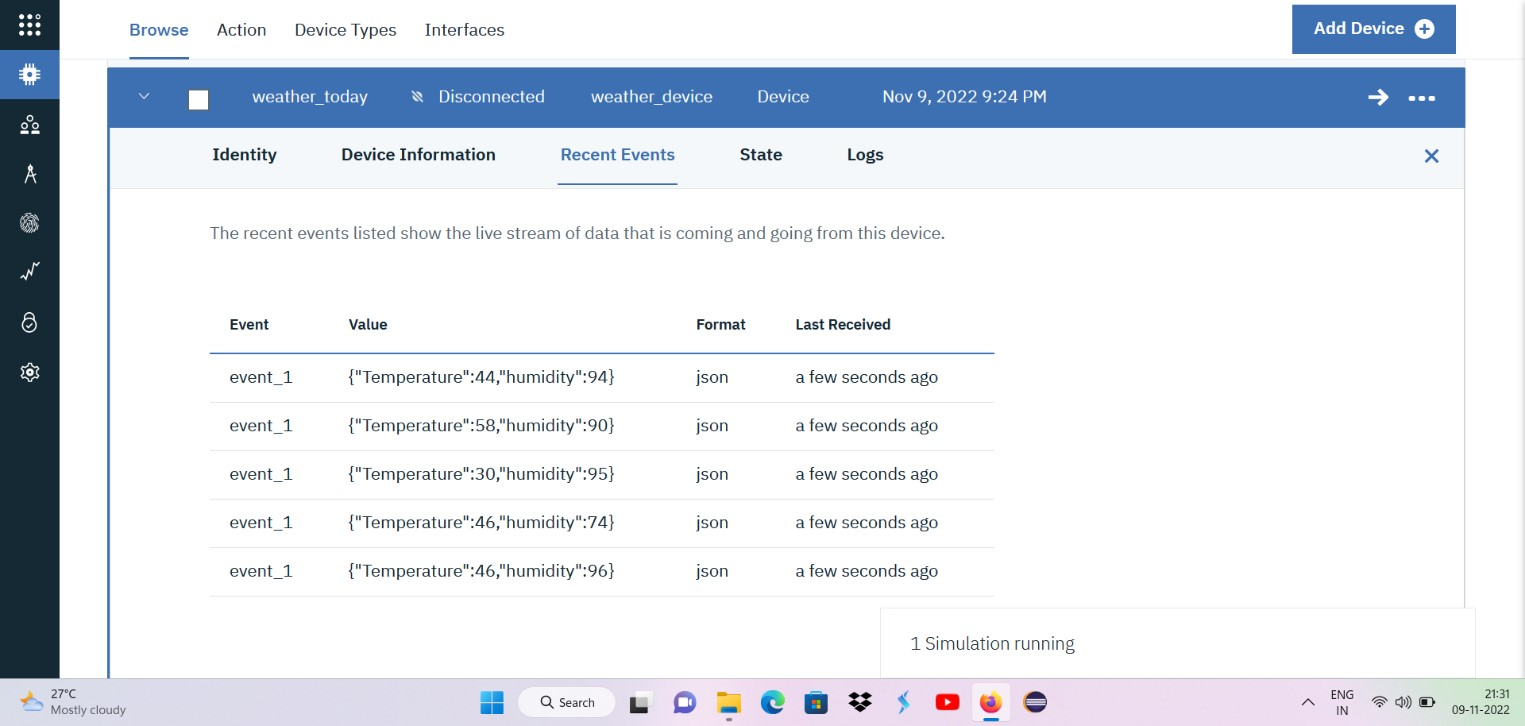 Browse Action Device Types Interfaces Add Device
weather_today Disconnected weather_device Device Nov 9, 2022 9:24 PM
Identity Device Information Recent Events State Logs
The recent events listed show the live stream of data that is coming and going from this device.
Event Value Format Last Received
event_1 {"Temperature":44,"humidity":94} json a few seconds ago
event_1 {"Temperature":58,"humidity":90} json a few seconds ago
event_1 {"Temperature":30,"humidity":95} json a few seconds ago
event_1 {"Temperature":46,"humidity":74} json a few seconds ago
event_1 {"Temperature":46,"humidity":96} json a few seconds ago
1 Simulation running
27°C
Mostly cloudy
Search
ENG
IN
21:31
09-11-2022